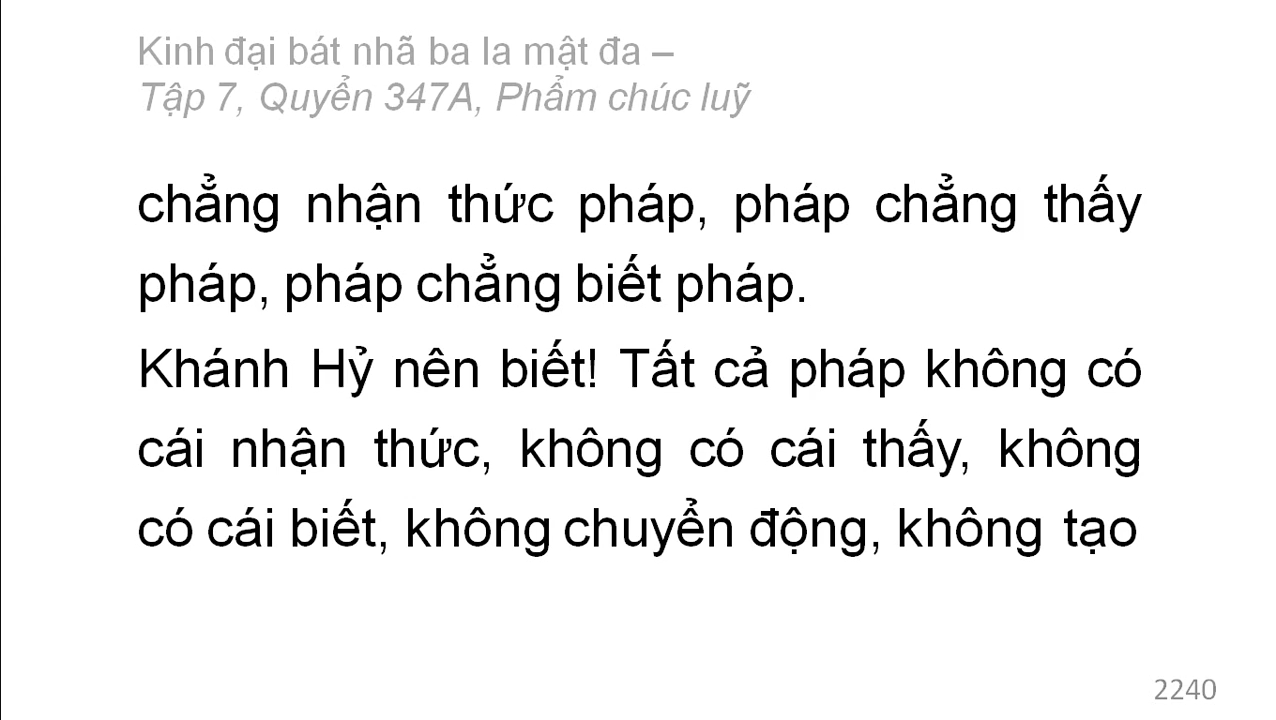 Kinh đại bát nhã ba la mật đa –
Tập 7, Quyển 347A, Phẩm chúc luỹ
chẳng nhận thức pháp, pháp chẳng thấy
pháp, pháp chẳng biết pháp.
Khánh Hỷ nên biết! Tất cả pháp không có
cái nhận thức, không có cái thấy, không
có cái biết, không chuyển động, không tạo
2240